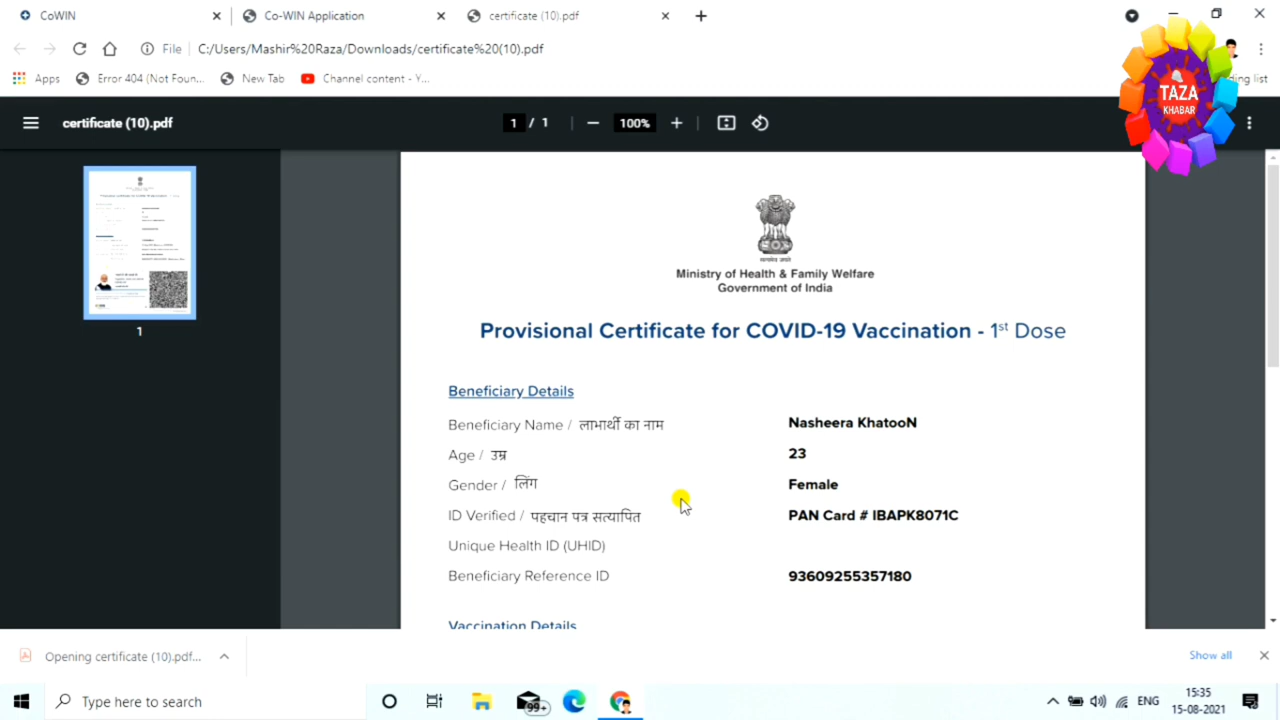 CoWIN
Co-WIN Application
certificate (10).pdf
File
C:/Users/Mashir%20Raza/Downloads/certificate%20(10).pdf
Apps
Error 404 (Not Foun...
New Tab
Channel content - Y...
TAZA
KHABAR
certificate (10).pdf
1 / 1
100%
1
Ministry of Health & Family Welfare
Government of India
Provisional Certificate for COVID-19 Vaccination - 1st Dose
Beneficiary Details
Beneficiary Name / लाभार्थी का नाम Nasheera KhatooN
Age / उम्र 23
Gender / लिंग Female
ID Verified / पहचान पत्र सत्यापित PAN Card # IBAPK8071C
Unique Health ID (UHID)
Beneficiary Reference ID 93609255357180
Vaccination Details
Opening certificate (10).pdf...
Show all
Type here to search
99+
ENG
15:35
15-08-2021